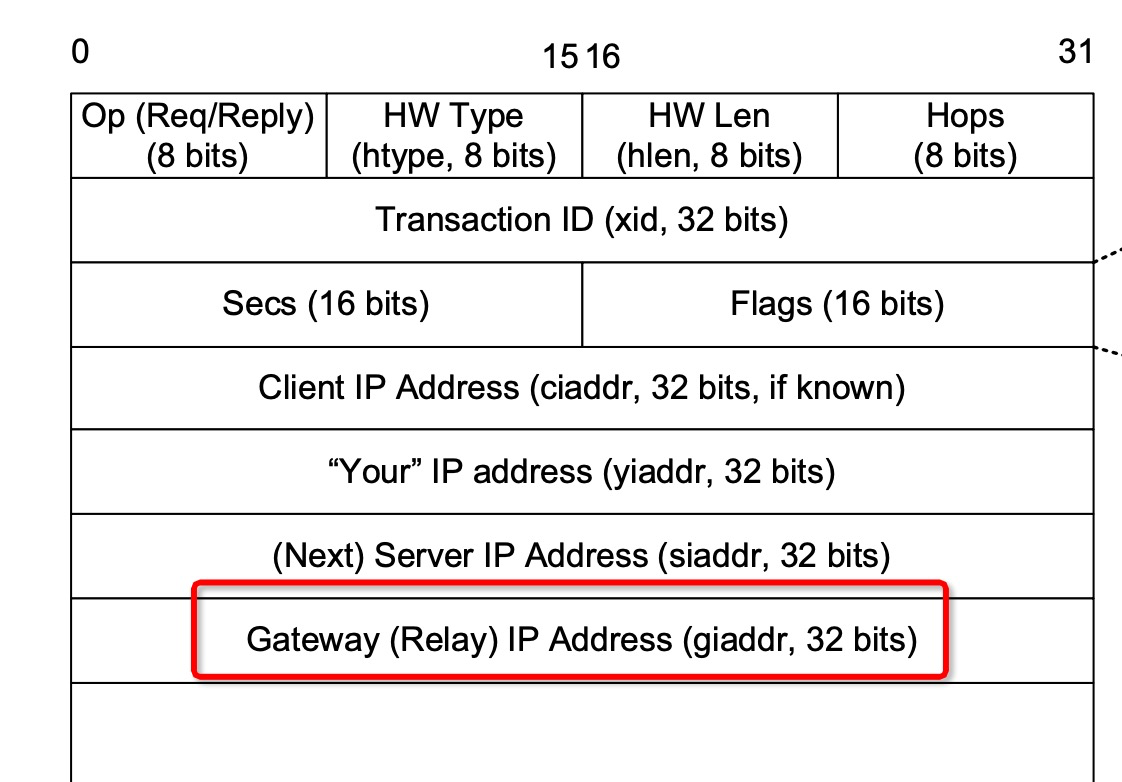 0 15 16 31
Op (Req/Reply) HW Type HW Len Hops
(8 bits) (htype, 8 bits) (hlen, 8 bits) (8 bits)
Transaction ID (xid, 32 bits)
Secs (16 bits) Flags (16 bits)
Client IP Address (ciaddr, 32 bits, if known)
“Your” IP address (yiaddr, 32 bits)
(Next) Server IP Address (siaddr, 32 bits)
Gateway (Relay) IP Address (giaddr, 32 bits)